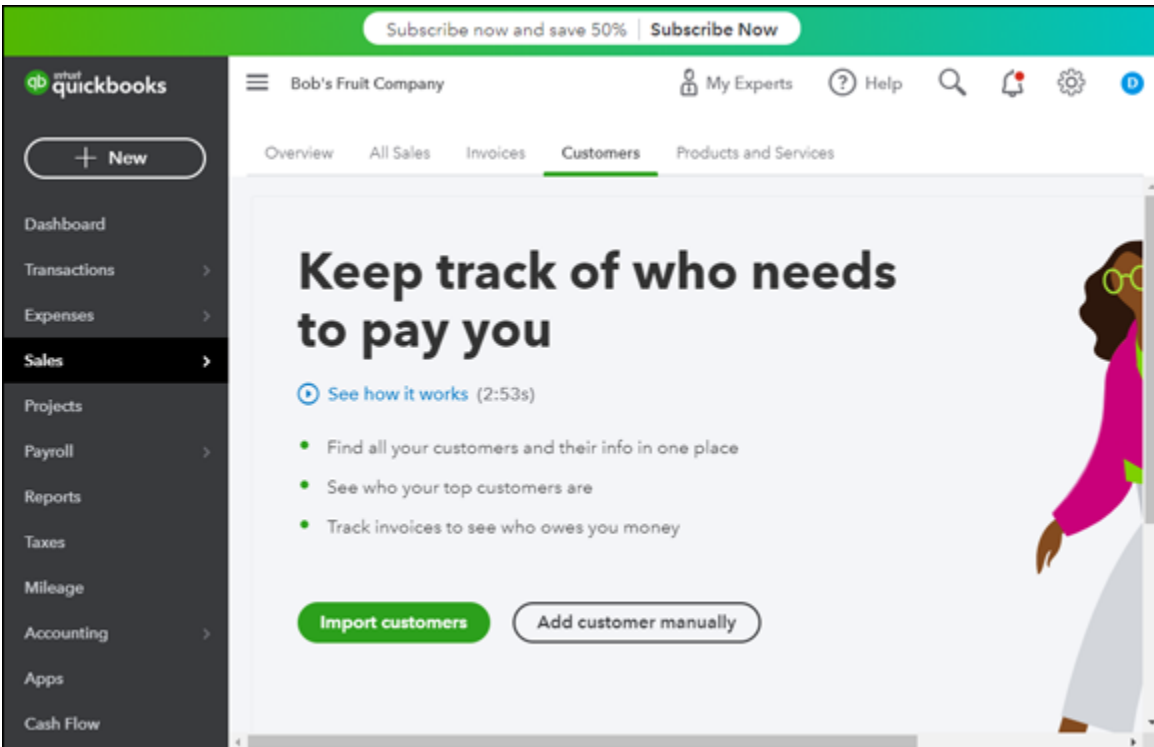 Subscribe now and save 50% | Subscribe Now
qb intuit quickbooks
Bob's Fruit Company
My Experts
? Help
D
+ New
Overview All Sales Invoices Customers Products and Services
Dashboard
Transactions
Expenses
Sales
Projects
Payroll
Reports
Taxes
Mileage
Accounting
Apps
Cash Flow
Keep track of who needs
to pay you
See how it works (2:53s)
Find all your customers and their info in one place
See who your top customers are
Track invoices to see who owes you money
Import customers
Add customer manually